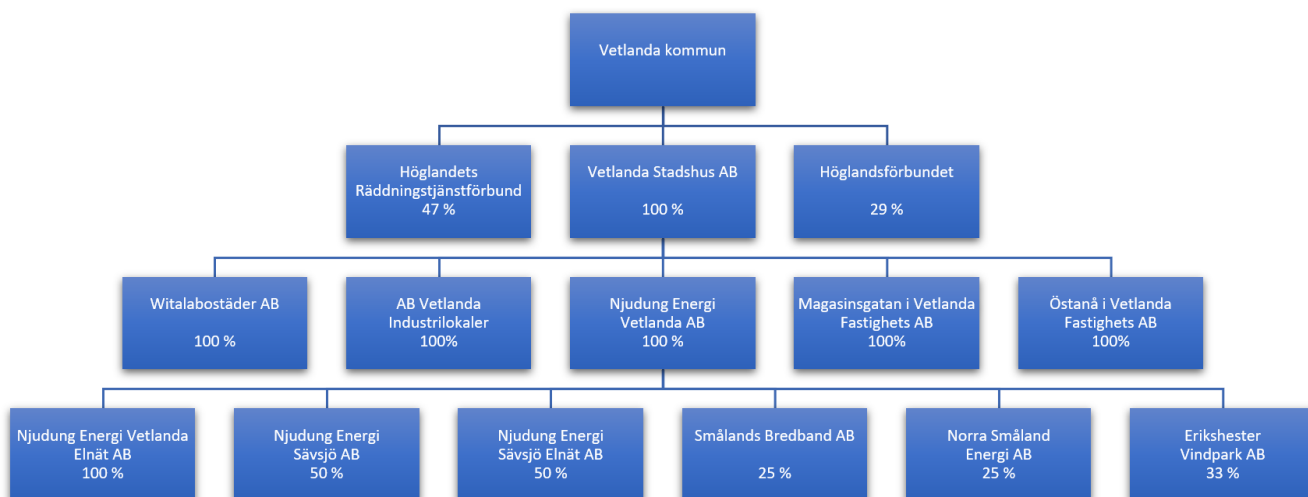 Vetlanda kommun
Höglandets
Räddningstjänstförbund
47 %
Vetlanda Stadshus AB
100 %
Höglandsförbundet
29 %
Witalabostäder AB
100 %
AB Vetlanda
Industrilokaler
100%
Njudung Energi
Vetlanda AB
100 %
Magasinsgatan i Vetlanda
Fastighets AB
100%
Östanå i Vetlanda
Fastighets AB
100%
Njudung Energi Vetlanda
Elnät AB
100 %
Njudung Energi
Sävsjö AB
50 %
Njudung Energi
Sävsjö Elnät AB
50 %
Smålands Bredband AB
25 %
Norra Småland
Energi AB
25 %
Erikshester
Vindpark AB
33 %